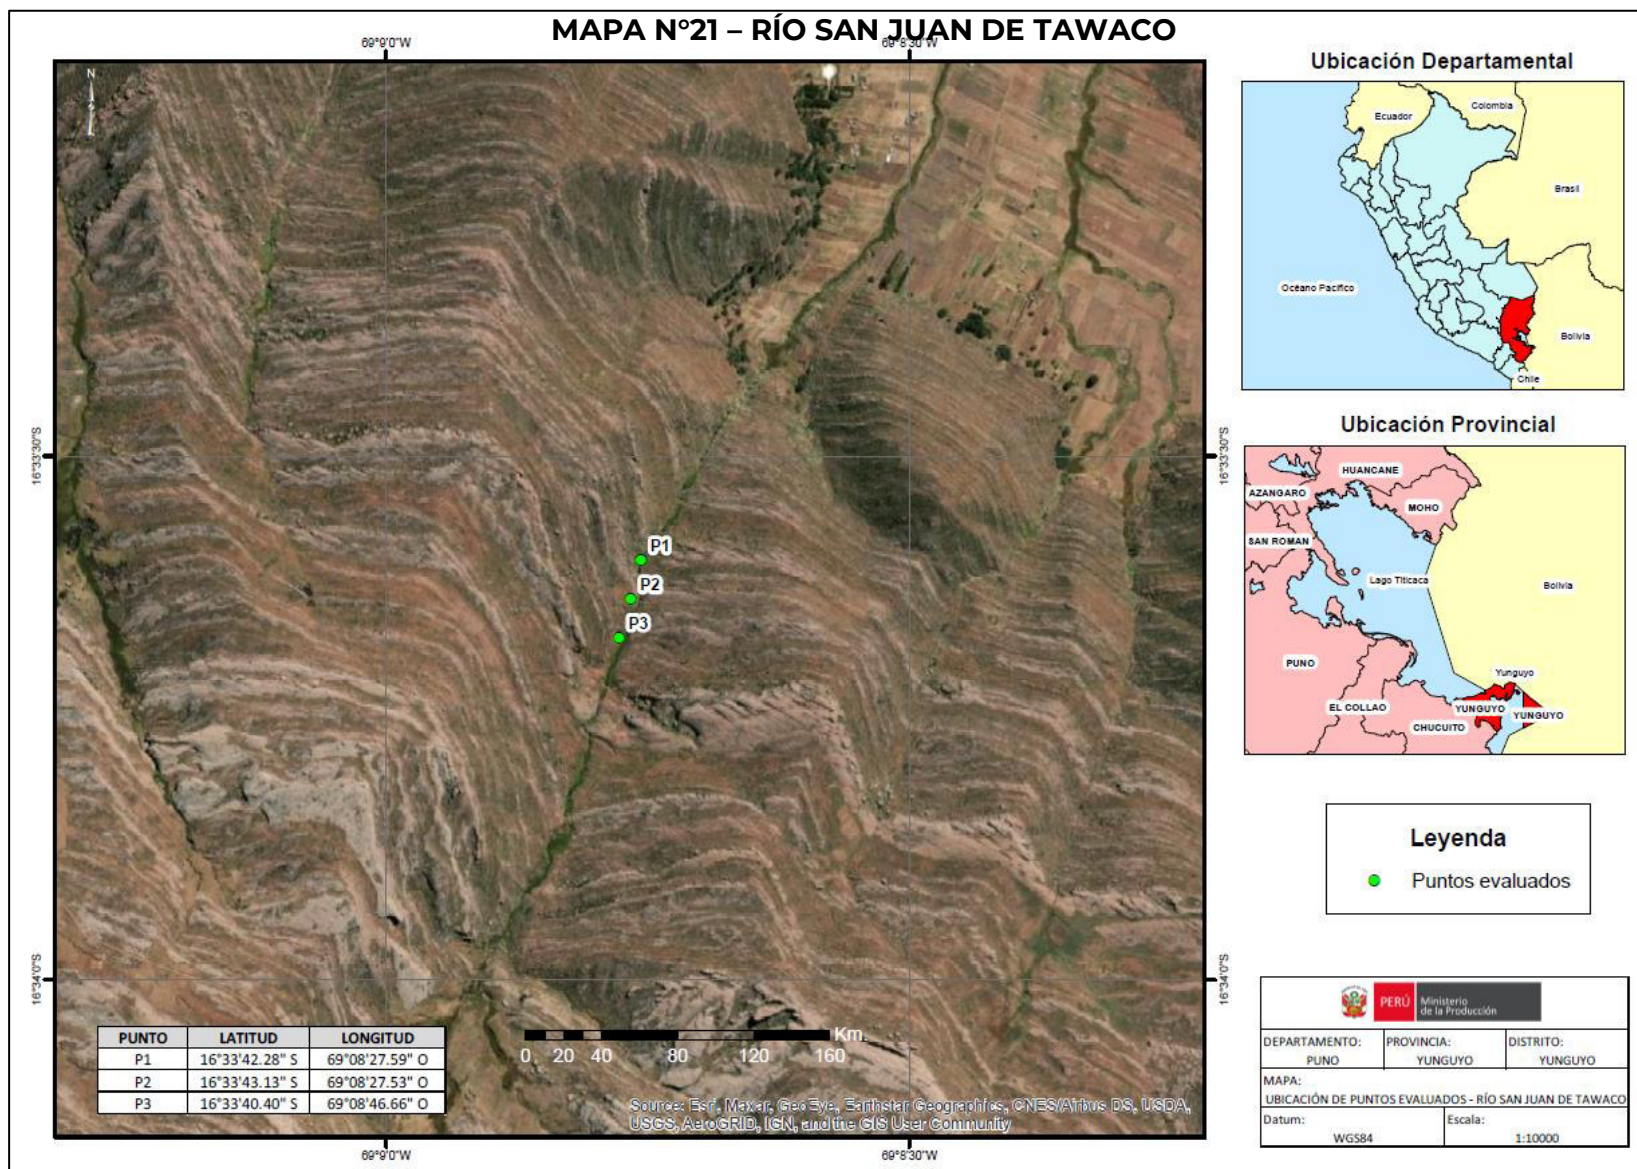 MAPA N°21 – RÍO SAN JUAN DE TAWACO
69°9'0"W
69°8'30"W
N
16°33'30"S
16°33'30"S
P1
P2
P3
16°34'0"S
16°34'0"S
PUNTO LATITUD LONGITUD
P1 16°33'42.28" S 69°08'27.59" O
P2 16°33'43.13" S 69°08'27.53" O
P3 16°33'40.40" S 69°08'46.66" O
Km
0 20 40 80 120 160
Source: Esri, Maxar, GeoEye, Earthstar Geographics, CNES/Airbus DS, USDA,
USGS, AeroGRID, IGN, and the GIS User Community
69°9'0"W
69°8'30"W
Ubicación Departamental
Colombia
Ecuador
Brasil
Océano Pacífico
Bolivia
Chile
Ubicación Provincial
HUANCANE
AZANGARO
MOHO
SAN ROMAN
Lago Titicaca
Bolivia
PUNO
Yunguyo
EL COLLAO
YUNGUYO
YUNGUYO
CHUCUITO
Leyenda
Puntos evaluados
PERÚ
Ministerio
de la Producción
DEPARTAMENTO: PROVINCIA: DISTRITO:
PUNO YUNGUYO YUNGUYO
MAPA:
UBICACIÓN DE PUNTOS EVALUADOS - RÍO SAN JUAN DE TAWACO
Datum: Escala:
WGS84 1:10000